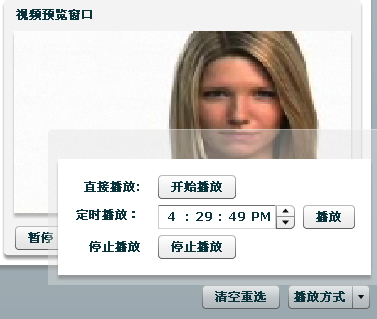 视频预览窗口
直接播放: 开始播放
定时播放： 4 : 29 : 49 PM 播放
暂停
停止播放 停止播放
清空重选 播放方式